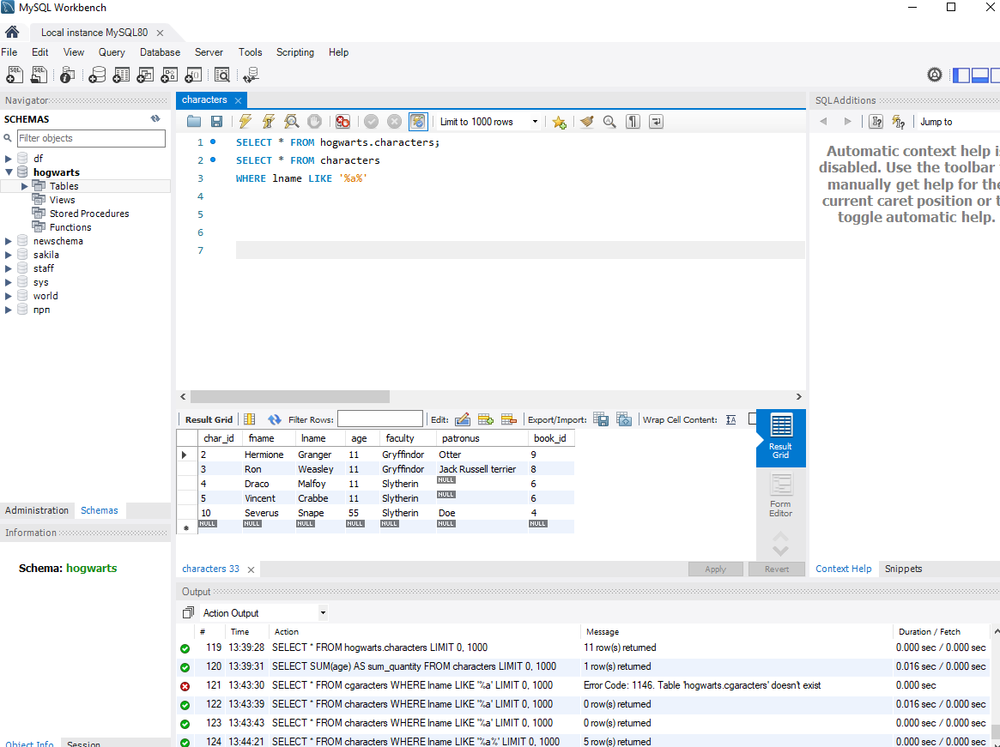 MySQL Workbench
Local instance MySQL80
File Edit View Query Database Server Tools Scripting Help
Navigator
SCHEMAS
Filter objects
df
hogwarts
Tables
Views
Stored Procedures
Functions
newschema
sakila
staff
sys
world
npn
Administration Schemas
Information
Schema: hogwarts
Object Info Session
characters
Limit to 1000 rows
1 SELECT * FROM hogwarts.characters;
2 SELECT * FROM characters
3 WHERE lname LIKE '%a%'
4
5
6
7
Result Grid Filter Rows: Edit: Export/Import: Wrap Cell Content:
char_id fname lname age faculty patronus book_id
2 Hermione Granger 11 Gryffindor Otter 9
3 Ron Weasley 11 Gryffindor Jack Russell terrier 8
4 Draco Malfoy 11 Slytherin NULL 6
5 Vincent Crabbe 11 Slytherin NULL 6
10 Severus Snape 55 Slytherin Doe 4
NULL NULL NULL NULL NULL NULL NULL
Result
Grid
Form
Editor
characters 33
Apply Revert
SQLAdditions
Jump to
Automatic context help is
disabled. Use the toolbar
manually get help for the
current caret position or t
toggle automatic help.
Context Help Snippets
Output
Action Output
# Time Action Message Duration / Fetch
119 13:39:28 SELECT * FROM hogwarts.characters LIMIT 0, 1000 11 row(s) returned 0.000 sec / 0.000 sec
120 13:39:31 SELECT SUM(age) AS sum_quantity FROM characters LIMIT 0, 1000 1 row(s) returned 0.016 sec / 0.000 sec
121 13:43:30 SELECT * FROM cgaracters WHERE lname LIKE '%a' LIMIT 0, 1000 Error Code: 1146. Table 'hogwarts.cgaracters' doesn't exist 0.000 sec
122 13:43:39 SELECT * FROM characters WHERE lname LIKE '%a' LIMIT 0, 1000 0 row(s) returned 0.016 sec / 0.000 sec
123 13:43:43 SELECT * FROM characters WHERE lname LIKE '%a' LIMIT 0, 1000 0 row(s) returned 0.000 sec / 0.000 sec
124 13:44:21 SELECT * FROM characters WHERE lname LIKE '%a%' LIMIT 0, 1000 5 row(s) returned 0.000 sec / 0.000 sec